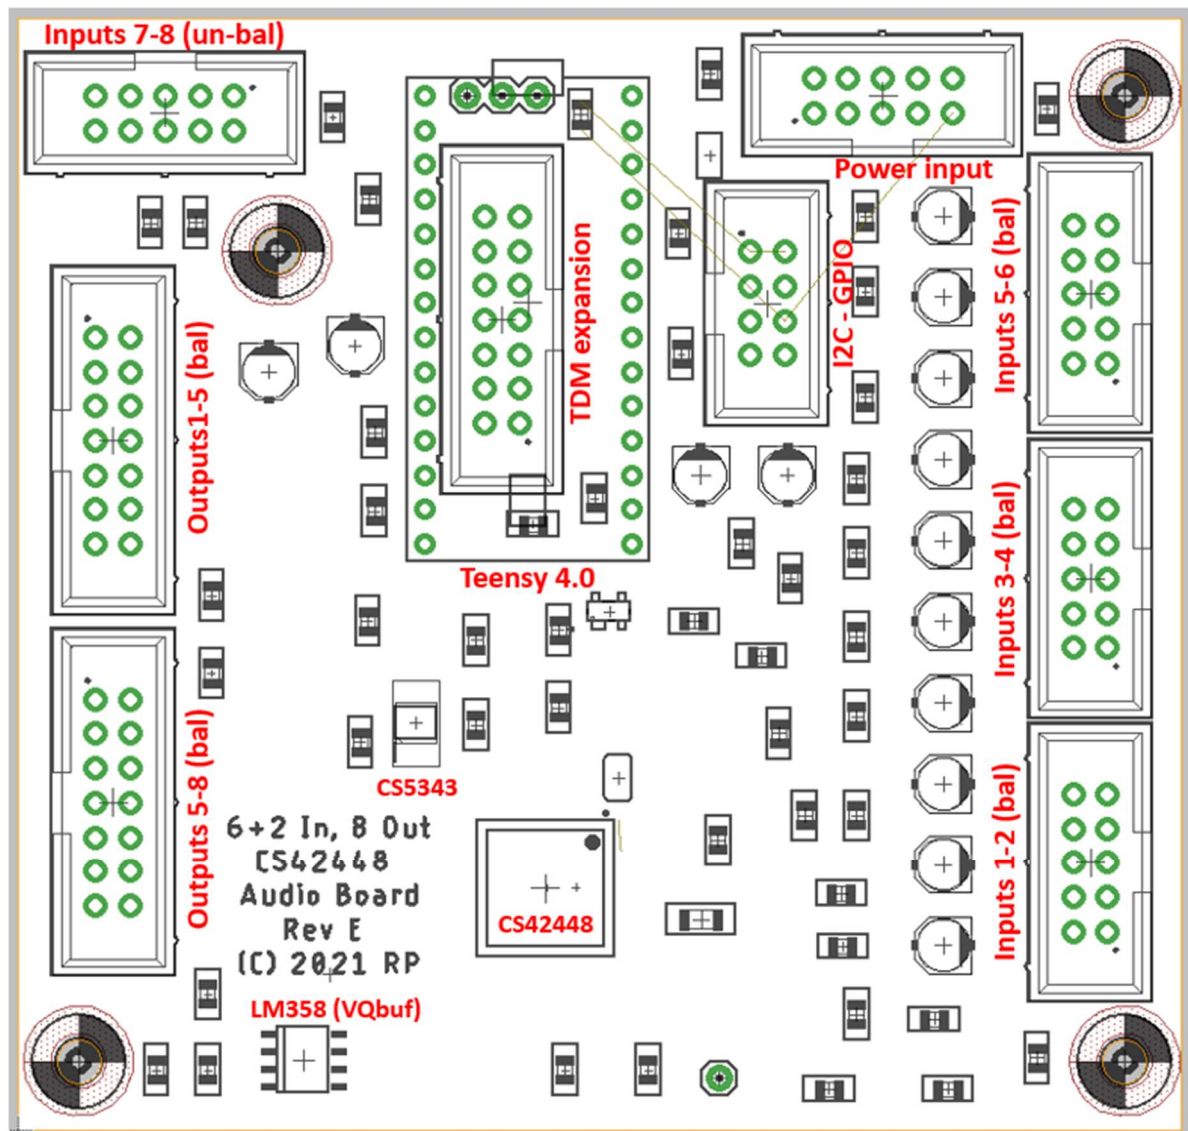 Inputs 7-8 (un-bal)
Power input
Inputs 5-6 (bal)
TDM expansion
I2C - GPIO
Outputs1-5 (bal)
Inputs 3-4 (bal)
Teensy 4.0
Outputs 5-8 (bal)
Inputs 1-2 (bal)
CS5343
6+2 In, 8 Out
CS42448
Audio Board
Rev E
(C) 2021 RP
CS42448
LM358 (VQbuf)